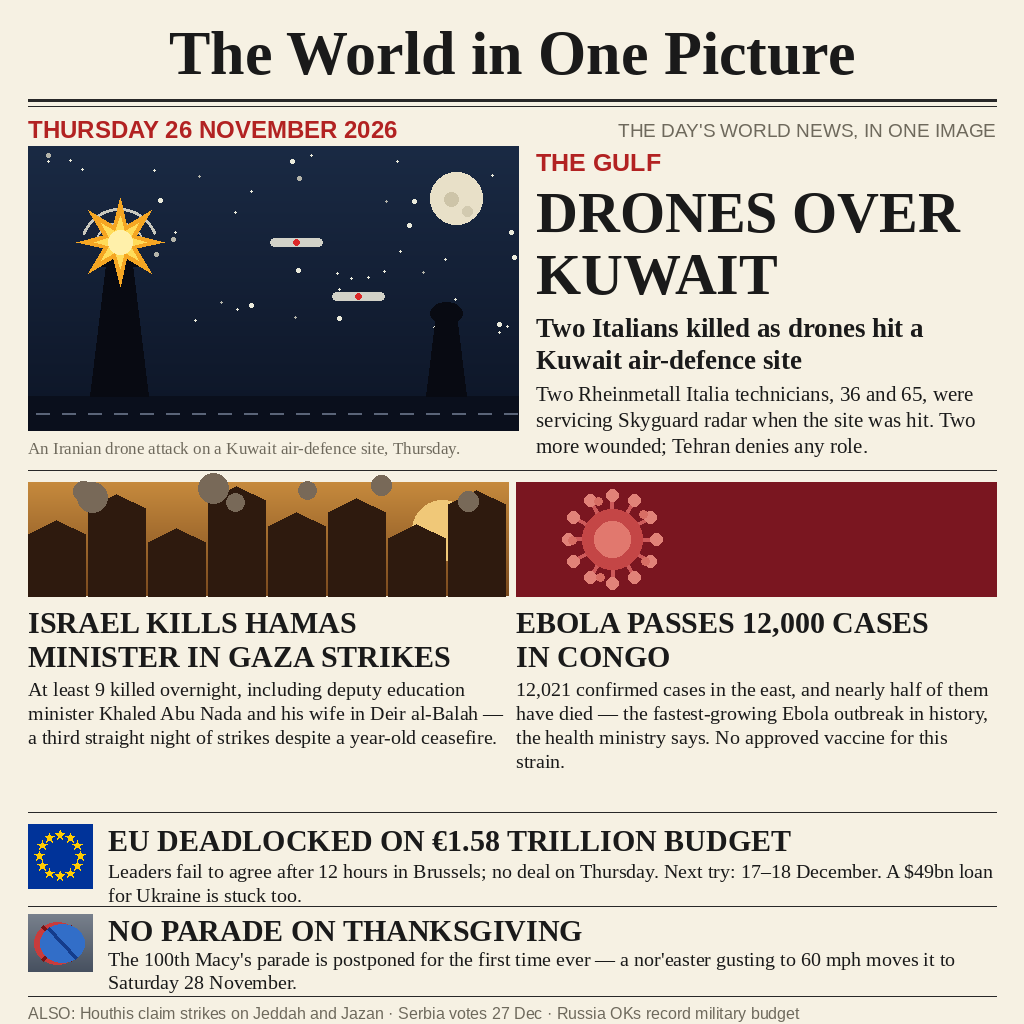 The World in One Picture
THURSDAY 26 NOVEMBER 2026
THE DAY'S WORLD NEWS, IN ONE IMAGE
THE GULF
DRONES OVER
KUWAIT
Two Italians killed as drones hit a
Kuwait air-defence site
Two Rheinmetall Italia technicians, 36 and 65, were
servicing Skyguard radar when the site was hit. Two
more wounded; Tehran denies any role.
An Iranian drone attack on a Kuwait air-defence site, Thursday.
ISRAEL KILLS HAMAS
MINISTER IN GAZA STRIKES
At least 9 killed overnight, including deputy education
minister Khaled Abu Nada and his wife in Deir al-Balah —
a third straight night of strikes despite a year-old ceasefire.
EBOLA PASSES 12,000 CASES
IN CONGO
12,021 confirmed cases in the east, and nearly half of them
have died — the fastest-growing Ebola outbreak in history,
the health ministry says. No approved vaccine for this
strain.
EU DEADLOCKED ON €1.58 TRILLION BUDGET
Leaders fail to agree after 12 hours in Brussels; no deal on Thursday. Next try: 17–18 December. A $49bn loan
for Ukraine is stuck too.
NO PARADE ON THANKSGIVING
The 100th Macy's parade is postponed for the first time ever — a nor'easter gusting to 60 mph moves it to
Saturday 28 November.
ALSO: Houthis claim strikes on Jeddah and Jazan · Serbia votes 27 Dec · Russia OKs record military budget